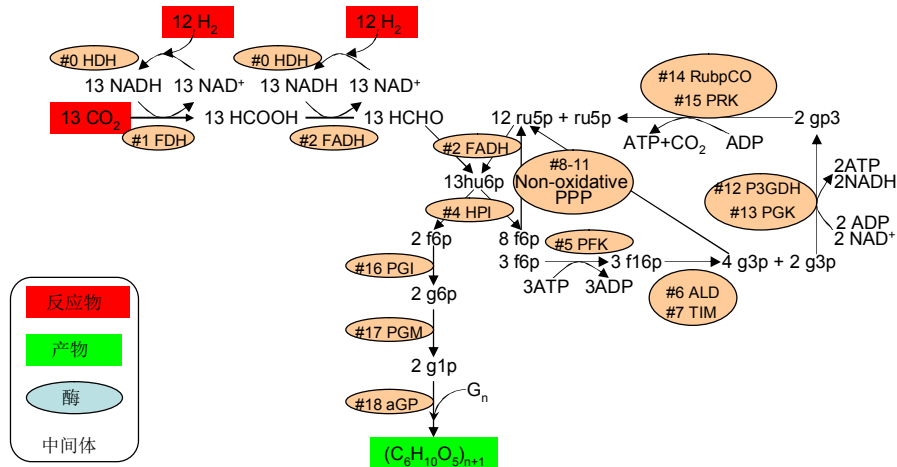 12 H2
12 H2
#0 HDH
#0 HDH
13 NADH
13 NAD+
13 NADH
13 NAD+
13 CO2
13 HCOOH
13 HCHO
#1 FDH
#2 FADH
#2 FADH
12 ru5p + ru5p
#14 RubpCO
#15 PRK
2 gp3
ATP+CO2
ADP
13hu6p
#8-11
Non-oxidative
PPP
#12 P3GDH
#13 PGK
2ATP
2NADH
2 ADP
2 NAD+
#4 HPI
2 f6p
8 f6p
3 f6p
#5 PFK
3 f16p
4 g3p + 2 g3p
3ATP
3ADP
#6 ALD
#7 TIM
#16 PGI
2 g6p
#17 PGM
2 g1p
#18 aGP
Gn
(C6H10O5)n+1
反应物
产物
酶
中间体